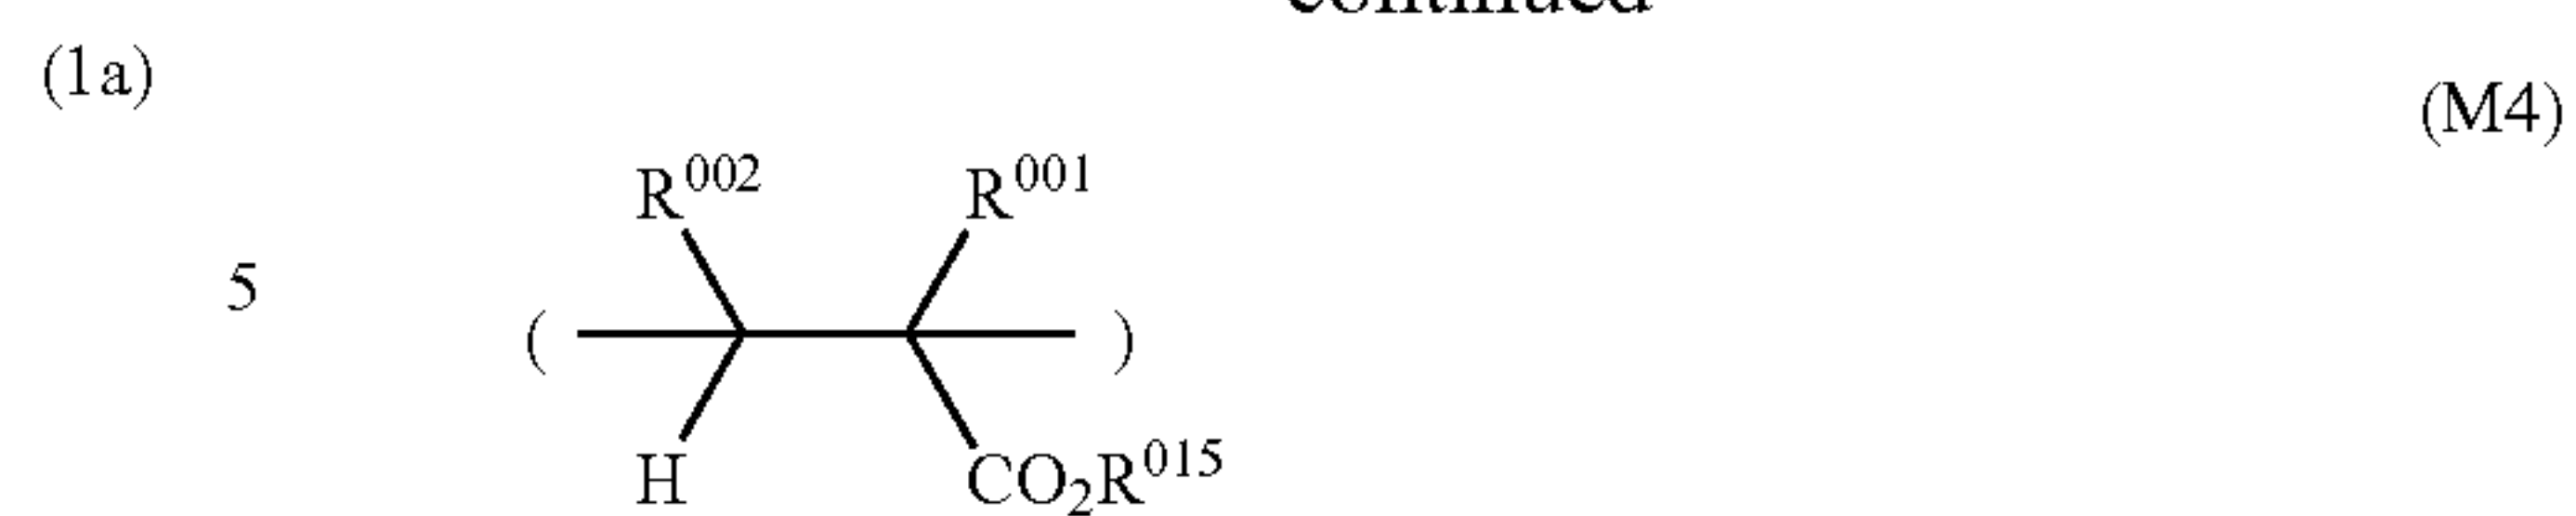 continued
(1a)
(M4)
R⁰⁰² R⁰⁰¹
5
( )
H CO₂R⁰¹⁵